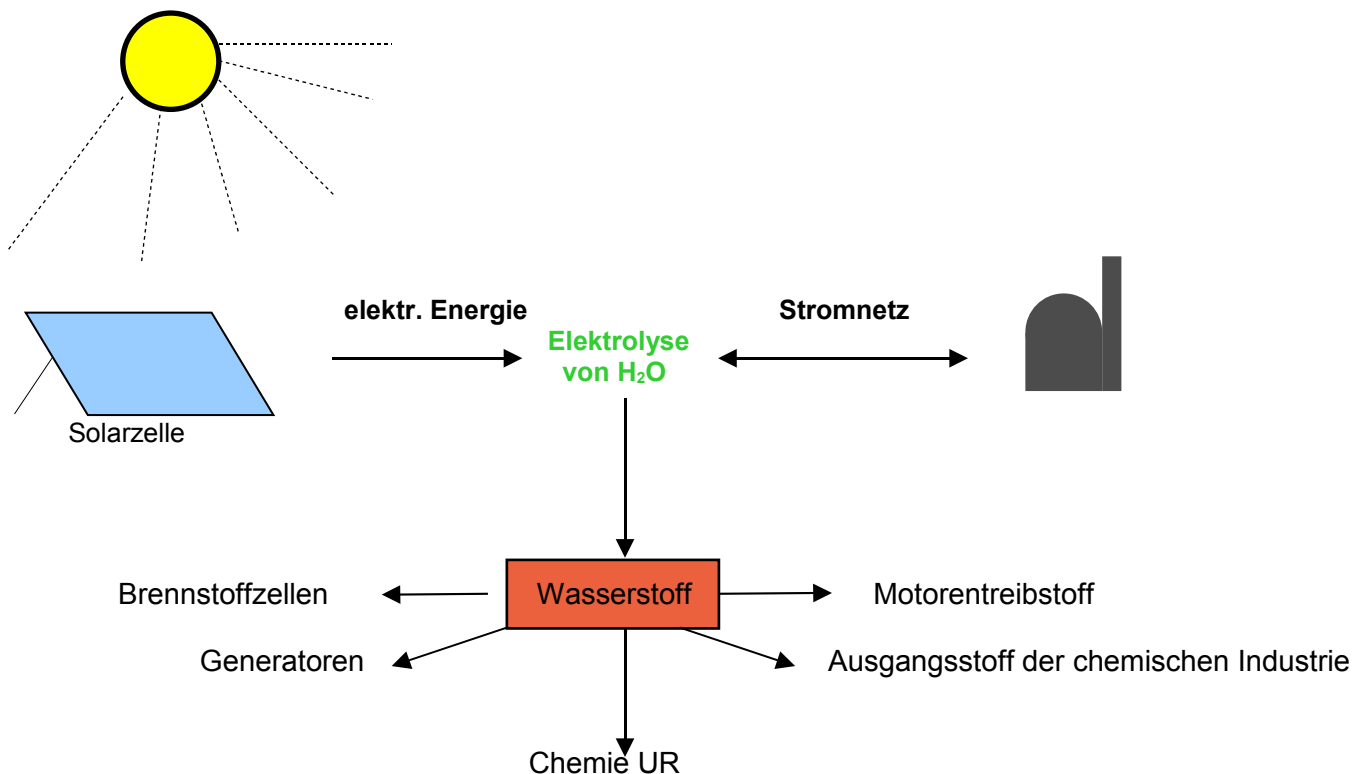 elektr. Energie
Stromnetz
Elektrolyse
von H₂O
Solarzelle
Brennstoffzellen
Wasserstoff
Motorentreibstoff
Generatoren
Ausgangsstoff der chemischen Industrie
Chemie UR